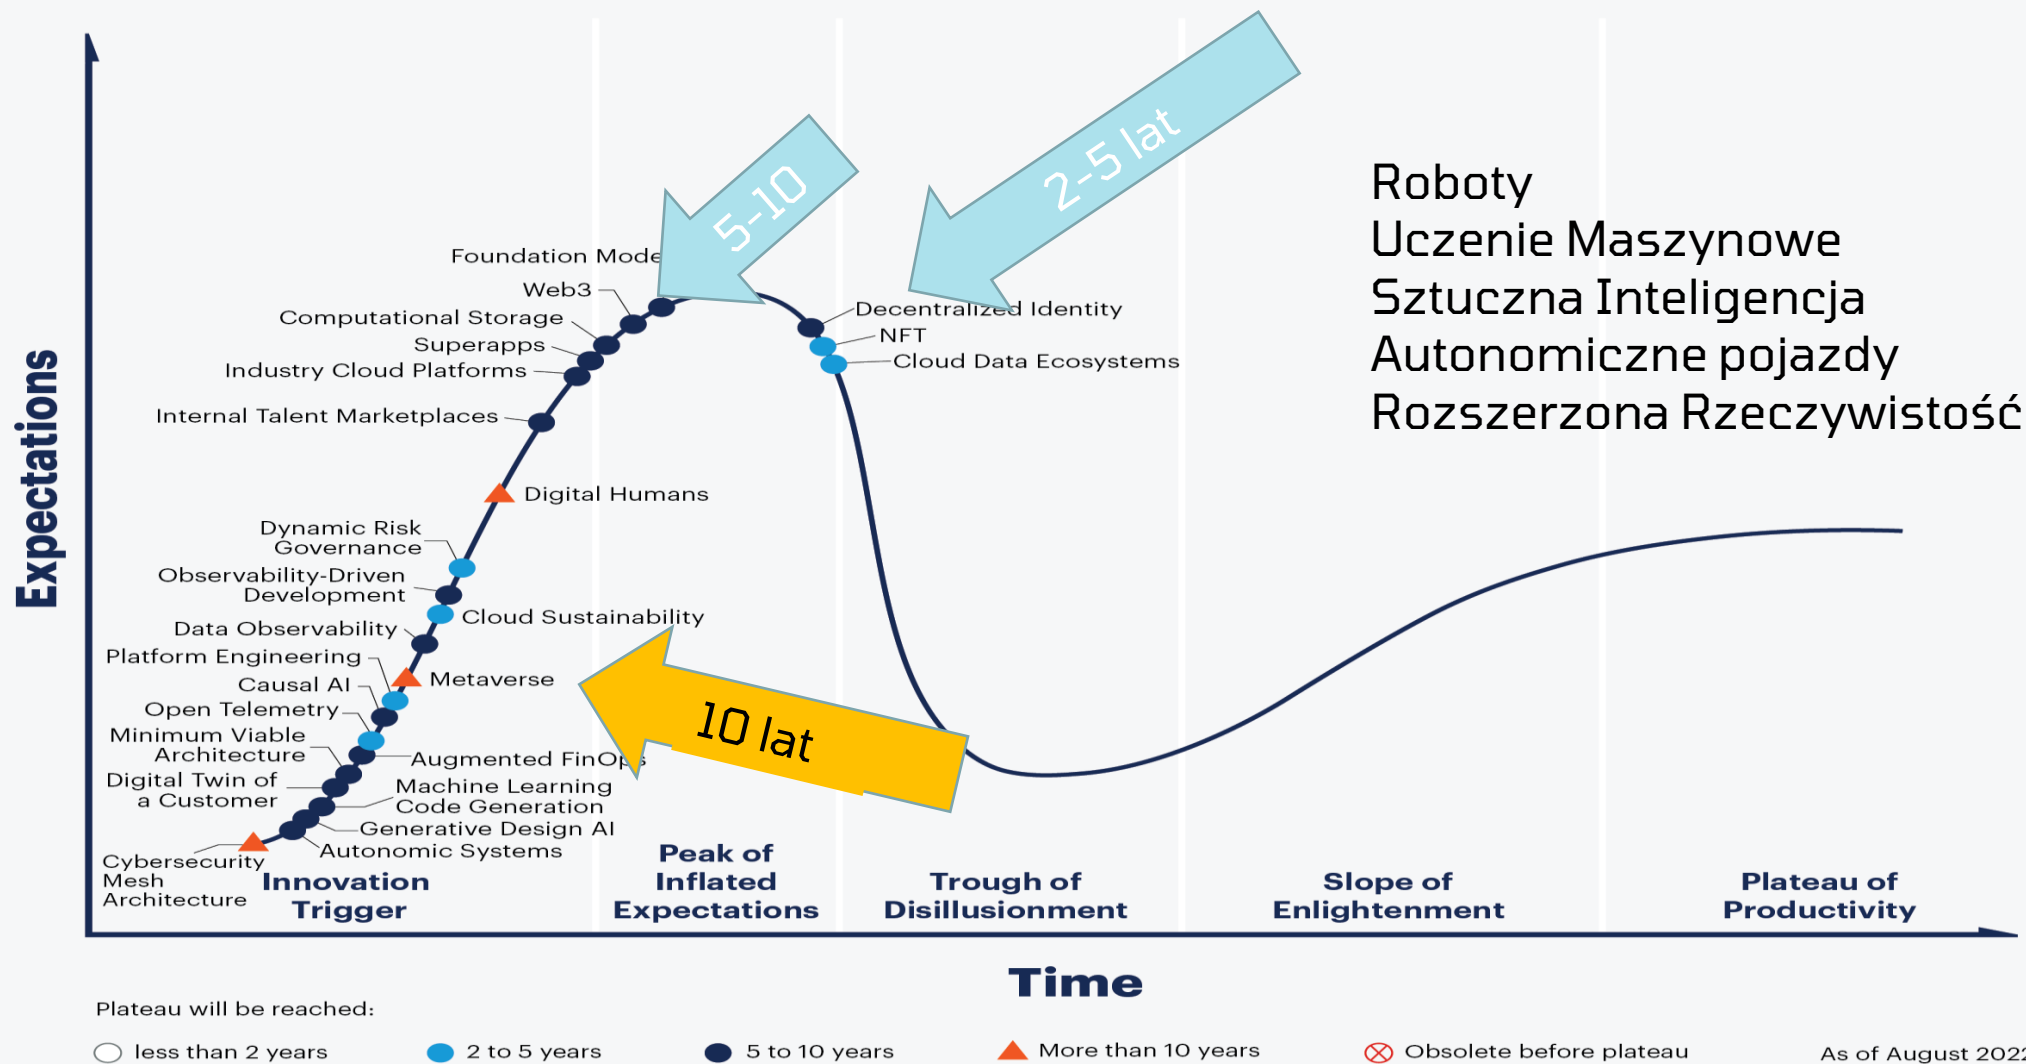 Expectations
5-10
2-5 lat
Roboty
Uczenie Maszynowe
Sztuczna Inteligencja
Autonomiczne pojazdy
Rozszerzona Rzeczywistość
Foundation Mode
Web3
Computational Storage
Superapps
Industry Cloud Platforms
Internal Talent Marketplaces
Decentralized Identity
NFT
Cloud Data Ecosystems
Digital Humans
Dynamic Risk
Governance
Observability-Driven
Development
Cloud Sustainability
Data Observability
Platform Engineering
Metaverse
Causal AI
Open Telemetry
10 lat
Minimum Viable
Architecture
Augmented FinOps
Digital Twin of
a Customer
Machine Learning
Code Generation
Generative Design AI
Autonomic Systems
Cybersecurity
Mesh
Architecture
Innovation
Trigger
Peak of
Inflated
Expectations
Trough of
Disillusionment
Slope of
Enlightenment
Plateau of
Productivity
Time
Plateau will be reached:
less than 2 years
2 to 5 years
5 to 10 years
More than 10 years
Obsolete before plateau
As of August 2022